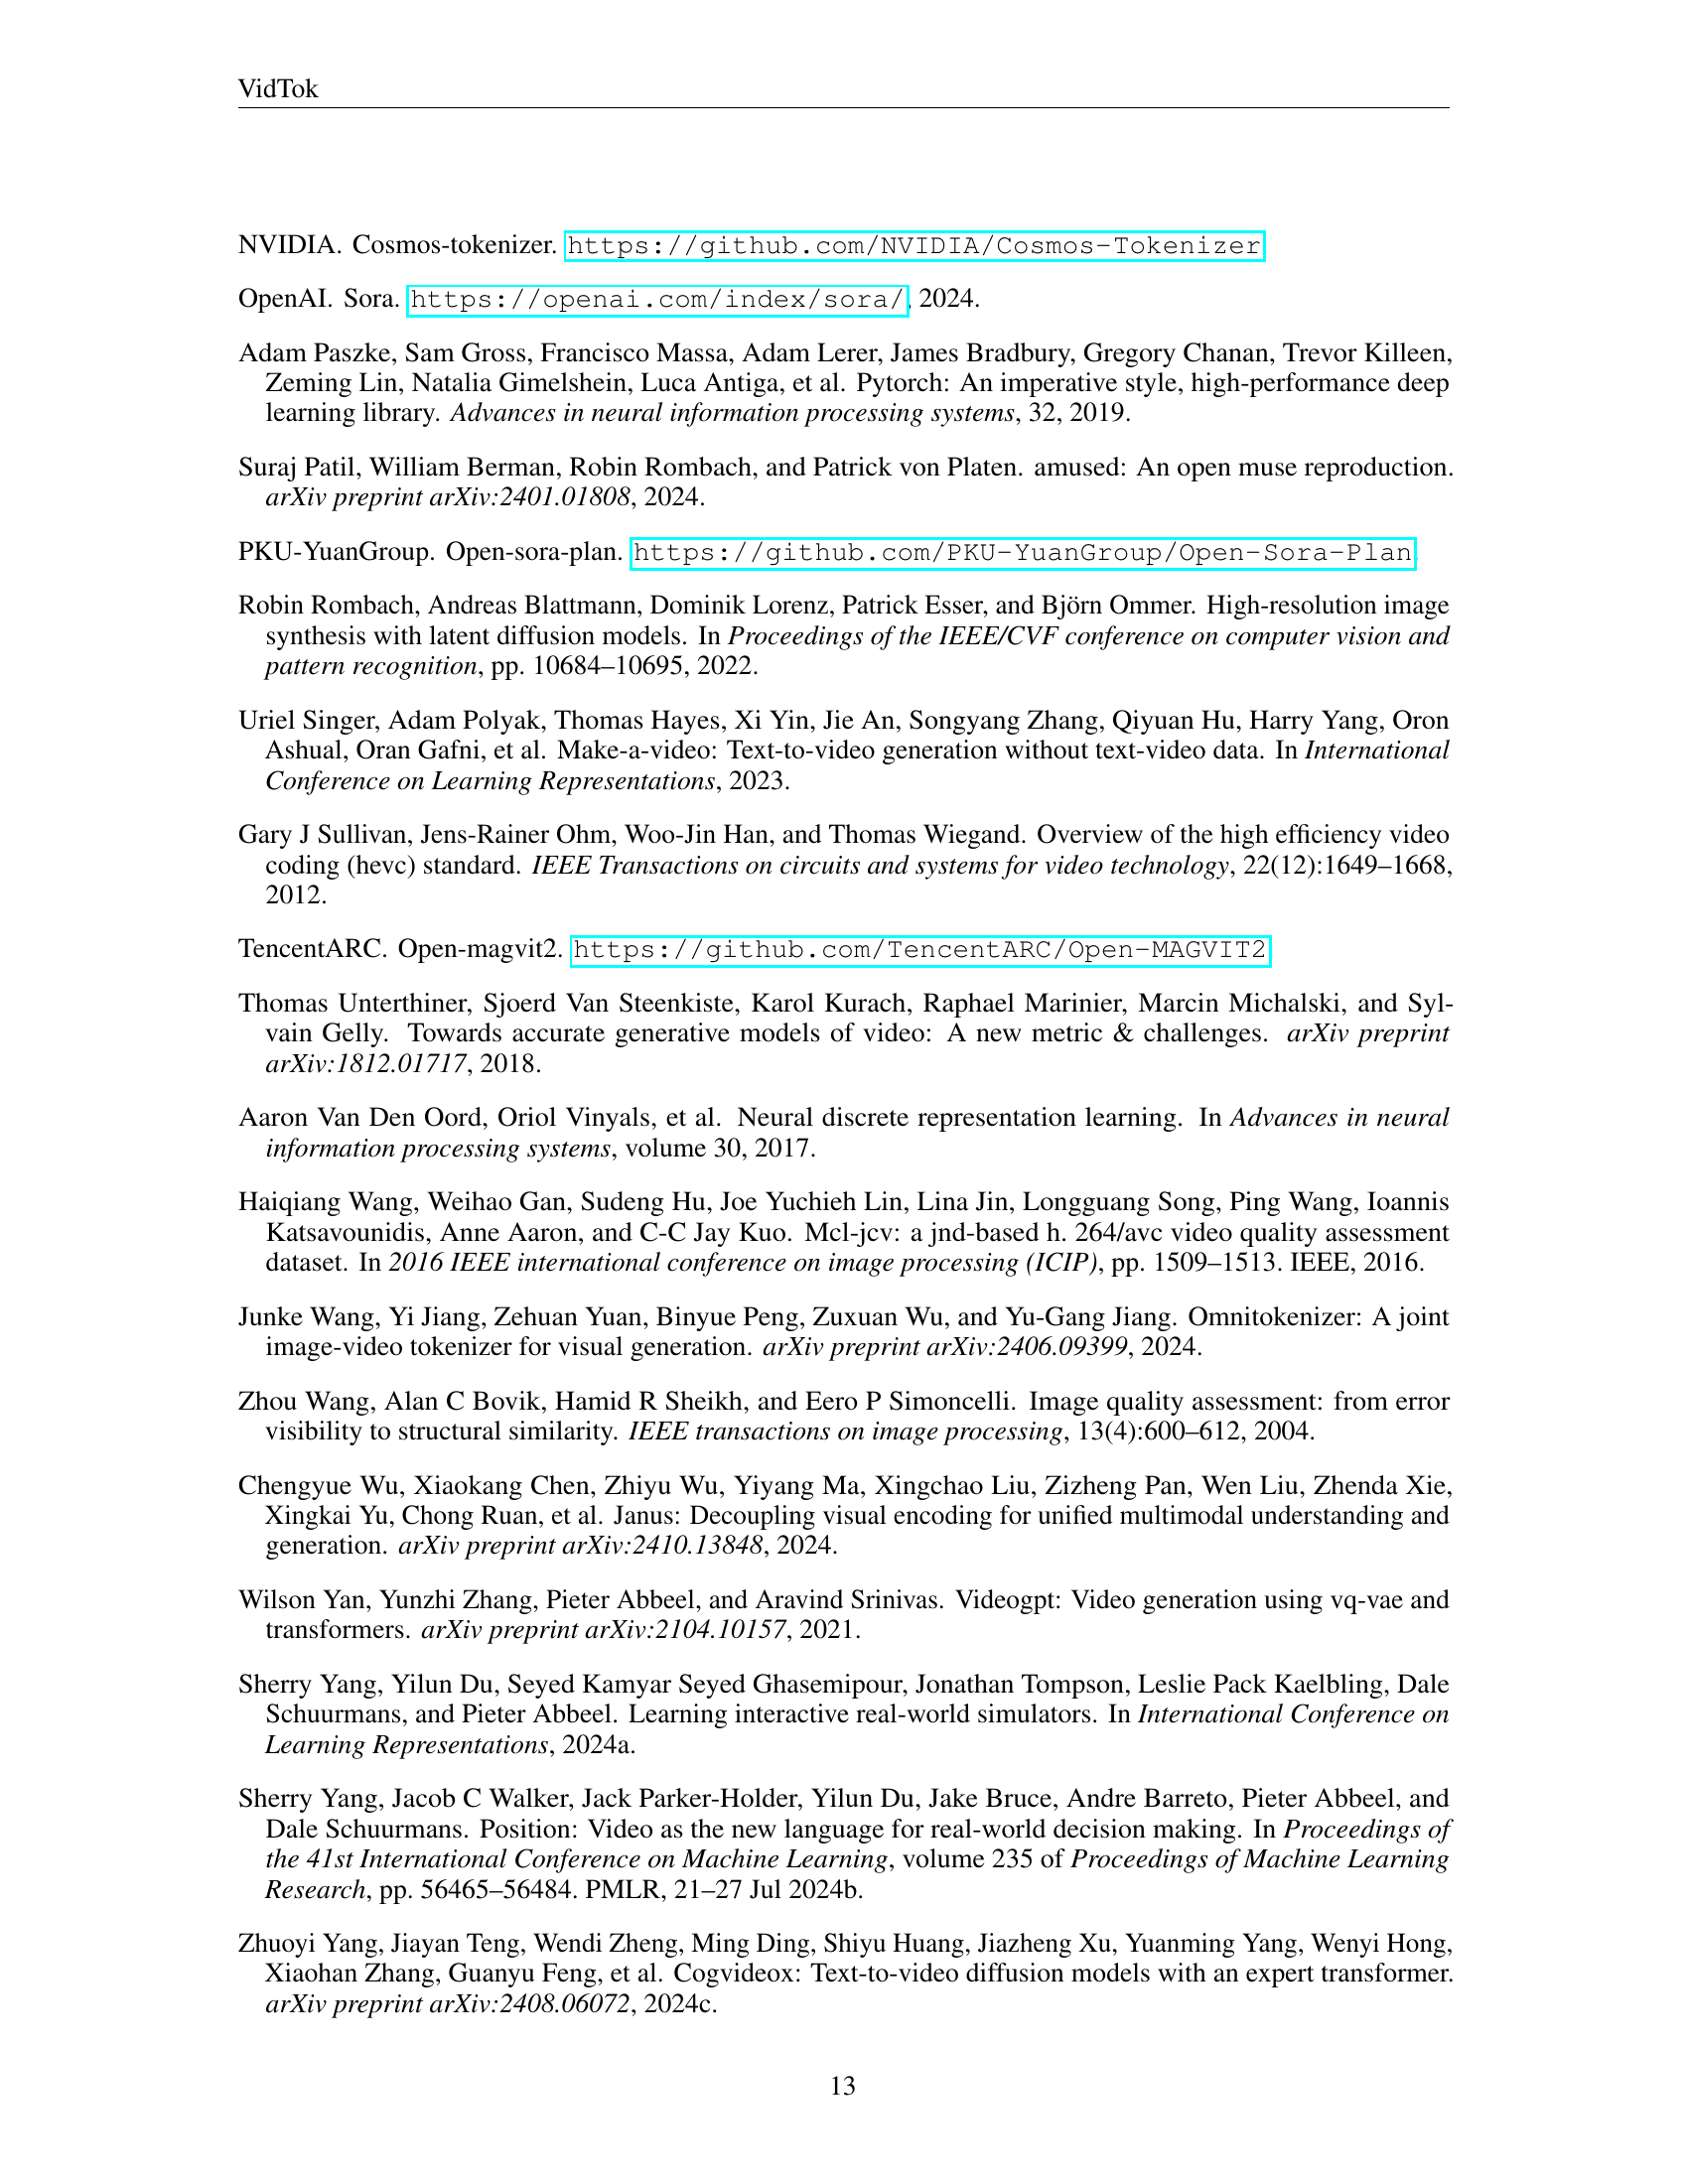 VidTok
NVIDIA. Cosmos-tokenizer. https://github.com/NVIDIA/Cosmos-Tokenizer
OpenAI. Sora. https://openai.com/index/sora/, 2024.
Adam Paszke, Sam Gross, Francisco Massa, Adam Lerer, James Bradbury, Gregory Chanan, Trevor Killeen,
Zeming Lin, Natalia Gimelshein, Luca Antiga, et al. Pytorch: An imperative style, high-performance deep
learning library. Advances in neural information processing systems, 32, 2019.
Suraj Patil, William Berman, Robin Rombach, and Patrick von Platen. amused: An open muse reproduction.
arXiv preprint arXiv:2401.01808, 2024.
PKU-YuanGroup. Open-sora-plan. https://github.com/PKU-YuanGroup/Open-Sora-Plan
Robin Rombach, Andreas Blattmann, Dominik Lorenz, Patrick Esser, and Björn Ommer. High-resolution image
synthesis with latent diffusion models. In Proceedings of the IEEE/CVF conference on computer vision and
pattern recognition, pp. 10684–10695, 2022.
Uriel Singer, Adam Polyak, Thomas Hayes, Xi Yin, Jie An, Songyang Zhang, Qiyuan Hu, Harry Yang, Oron
Ashual, Oran Gafni, et al. Make-a-video: Text-to-video generation without text-video data. In International
Conference on Learning Representations, 2023.
Gary J Sullivan, Jens-Rainer Ohm, Woo-Jin Han, and Thomas Wiegand. Overview of the high efficiency video
coding (hevc) standard. IEEE Transactions on circuits and systems for video technology, 22(12):1649–1668,
2012.
TencentARC. Open-magvit2. https://github.com/TencentARC/Open-MAGVIT2
Thomas Unterthiner, Sjoerd Van Steenkiste, Karol Kurach, Raphael Marinier, Marcin Michalski, and Syl-
vain Gelly. Towards accurate generative models of video: A new metric & challenges. arXiv preprint
arXiv:1812.01717, 2018.
Aaron Van Den Oord, Oriol Vinyals, et al. Neural discrete representation learning. In Advances in neural
information processing systems, volume 30, 2017.
Haiqiang Wang, Weihao Gan, Sudeng Hu, Joe Yuchieh Lin, Lina Jin, Longguang Song, Ping Wang, Ioannis
Katsavounidis, Anne Aaron, and C-C Jay Kuo. Mcl-jcv: a jnd-based h. 264/avc video quality assessment
dataset. In 2016 IEEE international conference on image processing (ICIP), pp. 1509–1513. IEEE, 2016.
Junke Wang, Yi Jiang, Zehuan Yuan, Binyue Peng, Zuxuan Wu, and Yu-Gang Jiang. Omnitokenizer: A joint
image-video tokenizer for visual generation. arXiv preprint arXiv:2406.09399, 2024.
Zhou Wang, Alan C Bovik, Hamid R Sheikh, and Eero P Simoncelli. Image quality assessment: from error
visibility to structural similarity. IEEE transactions on image processing, 13(4):600–612, 2004.
Chengyue Wu, Xiaokang Chen, Zhiyu Wu, Yiyang Ma, Xingchao Liu, Zizheng Pan, Wen Liu, Zhenda Xie,
Xingkai Yu, Chong Ruan, et al. Janus: Decoupling visual encoding for unified multimodal understanding and
generation. arXiv preprint arXiv:2410.13848, 2024.
Wilson Yan, Yunzhi Zhang, Pieter Abbeel, and Aravind Srinivas. Videogpt: Video generation using vq-vae and
transformers. arXiv preprint arXiv:2104.10157, 2021.
Sherry Yang, Yilun Du, Seyed Kamyar Seyed Ghasemipour, Jonathan Tompson, Leslie Pack Kaelbling, Dale
Schuurmans, and Pieter Abbeel. Learning interactive real-world simulators. In International Conference on
Learning Representations, 2024a.
Sherry Yang, Jacob C Walker, Jack Parker-Holder, Yilun Du, Jake Bruce, Andre Barreto, Pieter Abbeel, and
Dale Schuurmans. Position: Video as the new language for real-world decision making. In Proceedings of
the 41st International Conference on Machine Learning, volume 235 of Proceedings of Machine Learning
Research, pp. 56465–56484. PMLR, 21–27 Jul 2024b.
Zhuoyi Yang, Jiayan Teng, Wendi Zheng, Ming Ding, Shiyu Huang, Jiazheng Xu, Yuanming Yang, Wenyi Hong,
Xiaohan Zhang, Guanyu Feng, et al. Cogvideox: Text-to-video diffusion models with an expert transformer.
arXiv preprint arXiv:2408.06072, 2024c.
13